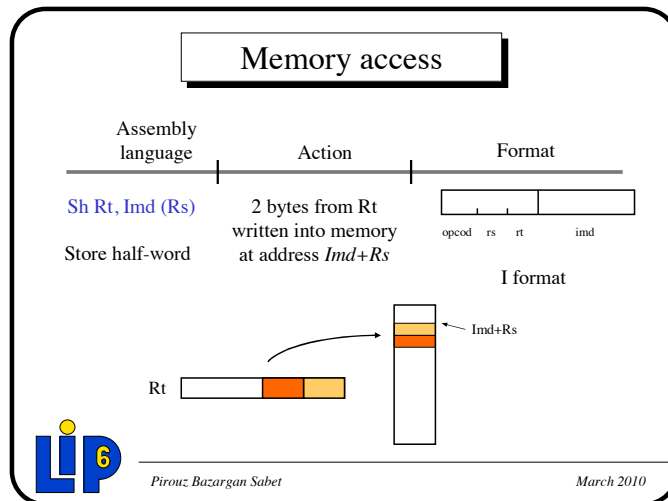 Memory access
Assembly
language
Action
Format
Sh Rt, Imd (Rs)
2 bytes from Rt
written into memory
at address Imd+Rs
Store half-word
opcod rs rt imd
I format
Imd+Rs
Rt
LIP6
Pirouz Bazargan Sabet
March 2010